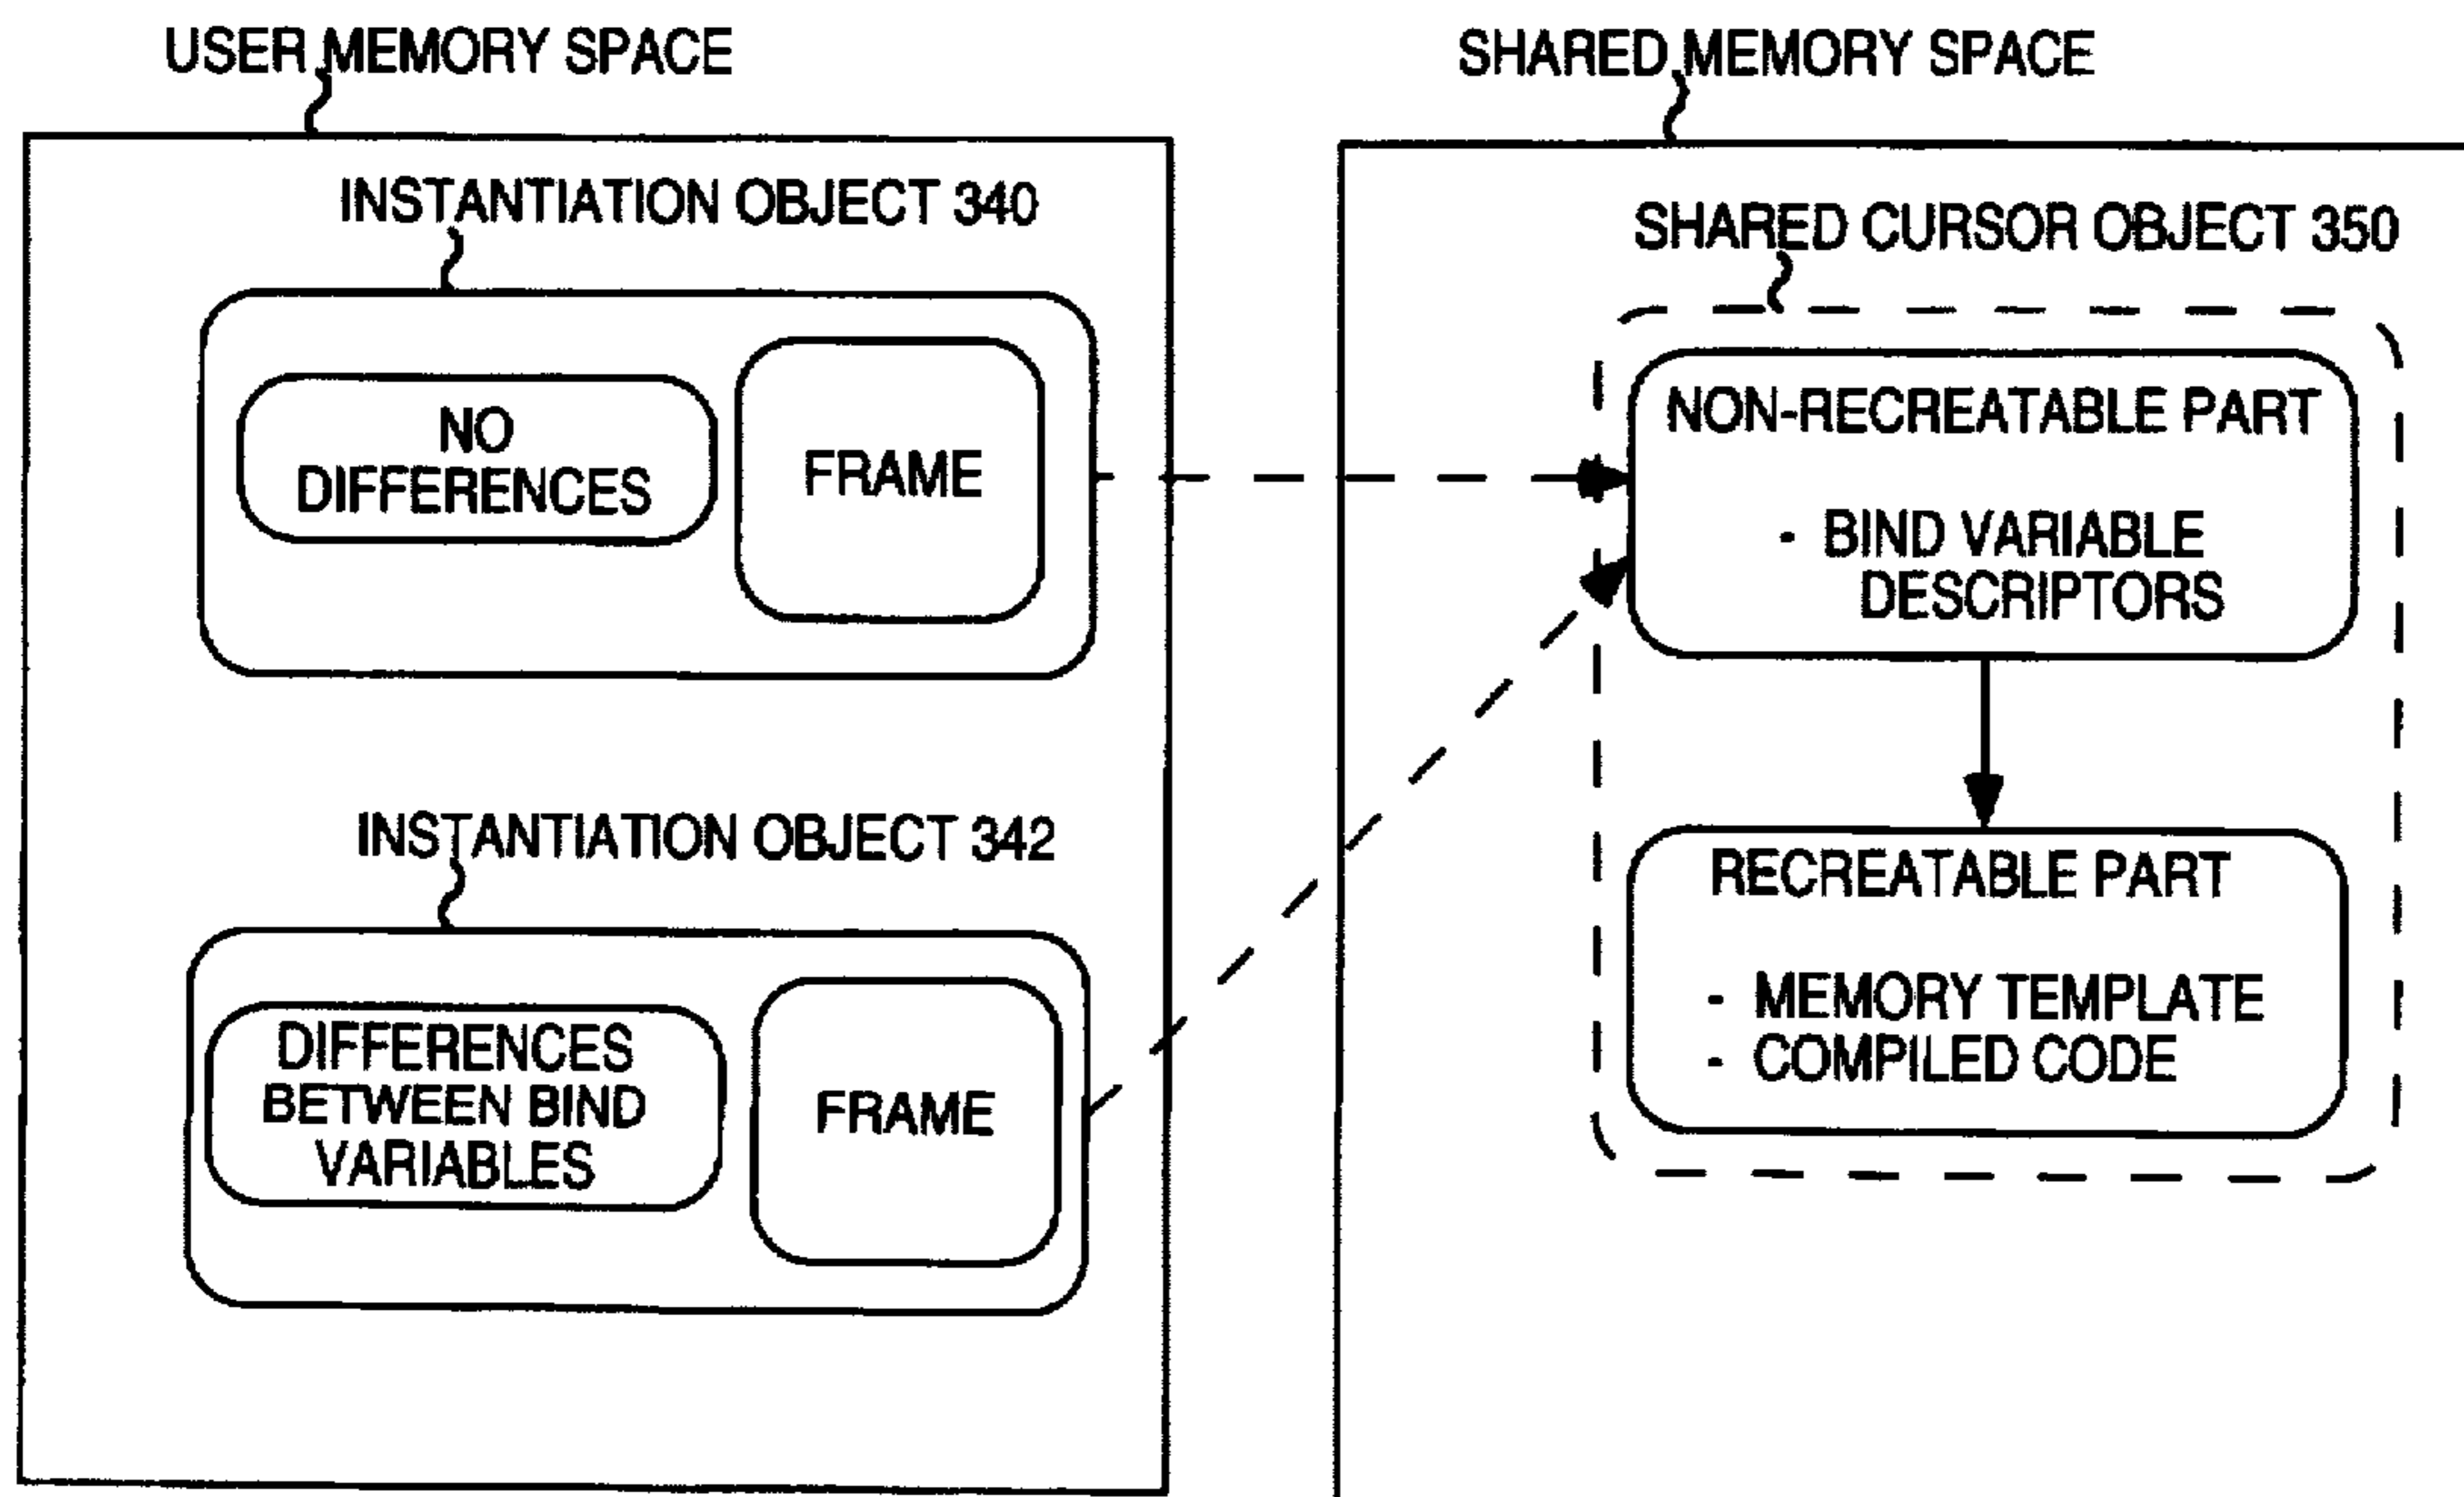 USER MEMORY SPACE
INSTANTIATION OBJECT 340
NO
DIFFERENCES
FRAME
INSTANTIATION OBJECT 342
DIFFERENCES
BETWEEN BIND
VARIABLES
FRAME
SHARED MEMORY SPACE
SHARED CURSOR OBJECT 350
NON-RECREATABLE PART
- BIND VARIABLE
DESCRIPTORS
RECREATABLE PART
- MEMORY TEMPLATE
- COMPILED CODE